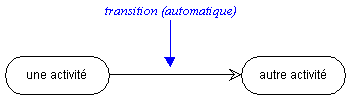 transition (automatique)
une activité
autre activité